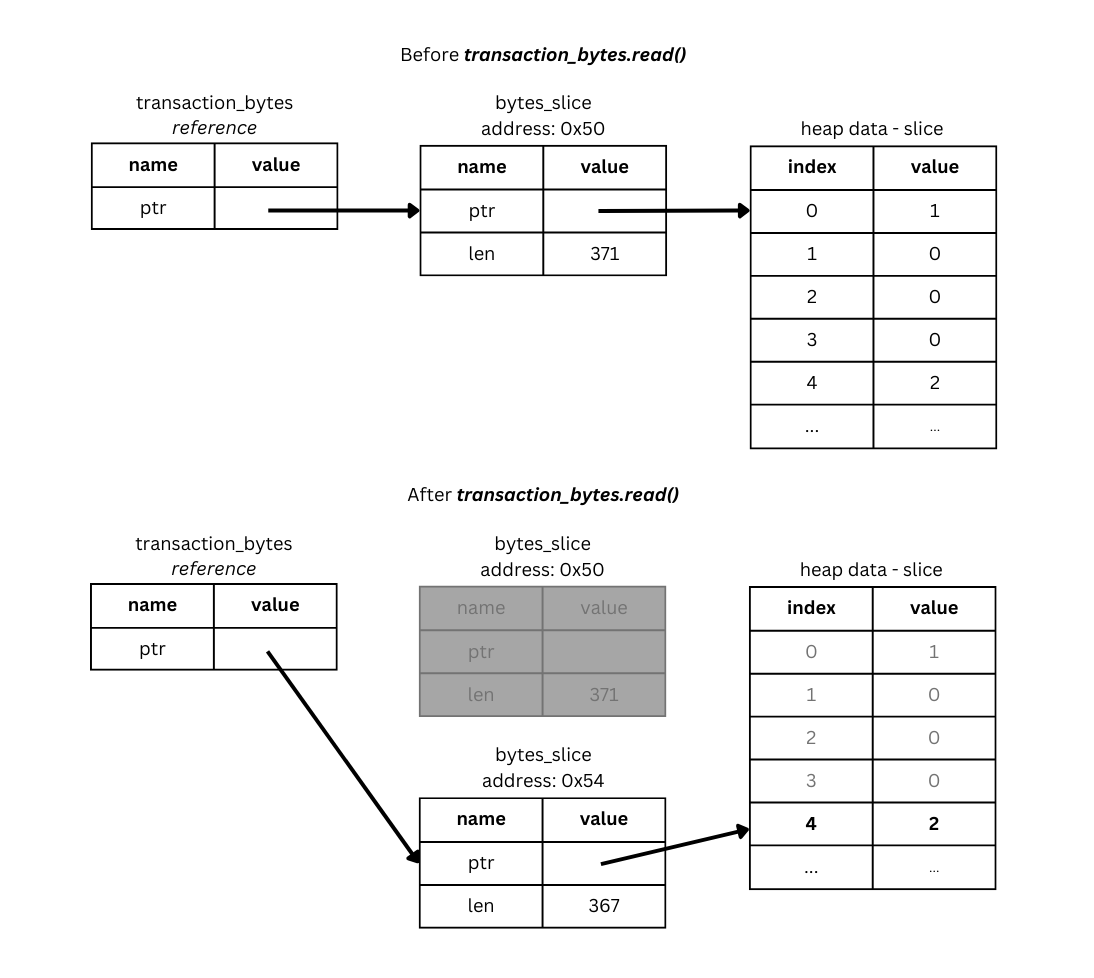 Before transaction_bytes.read()
transaction_bytes
reference
name value
ptr
bytes_slice
address: 0x50
name value
ptr
len 371
heap data - slice
index value
0 1
1 0
2 0
3 0
4 2
... ...
After transaction_bytes.read()
transaction_bytes
reference
name value
ptr
bytes_slice
address: 0x50
name value
ptr
len 371
bytes_slice
address: 0x54
name value
ptr
len 367
heap data - slice
index value
0 1
1 0
2 0
3 0
4 2
... ...